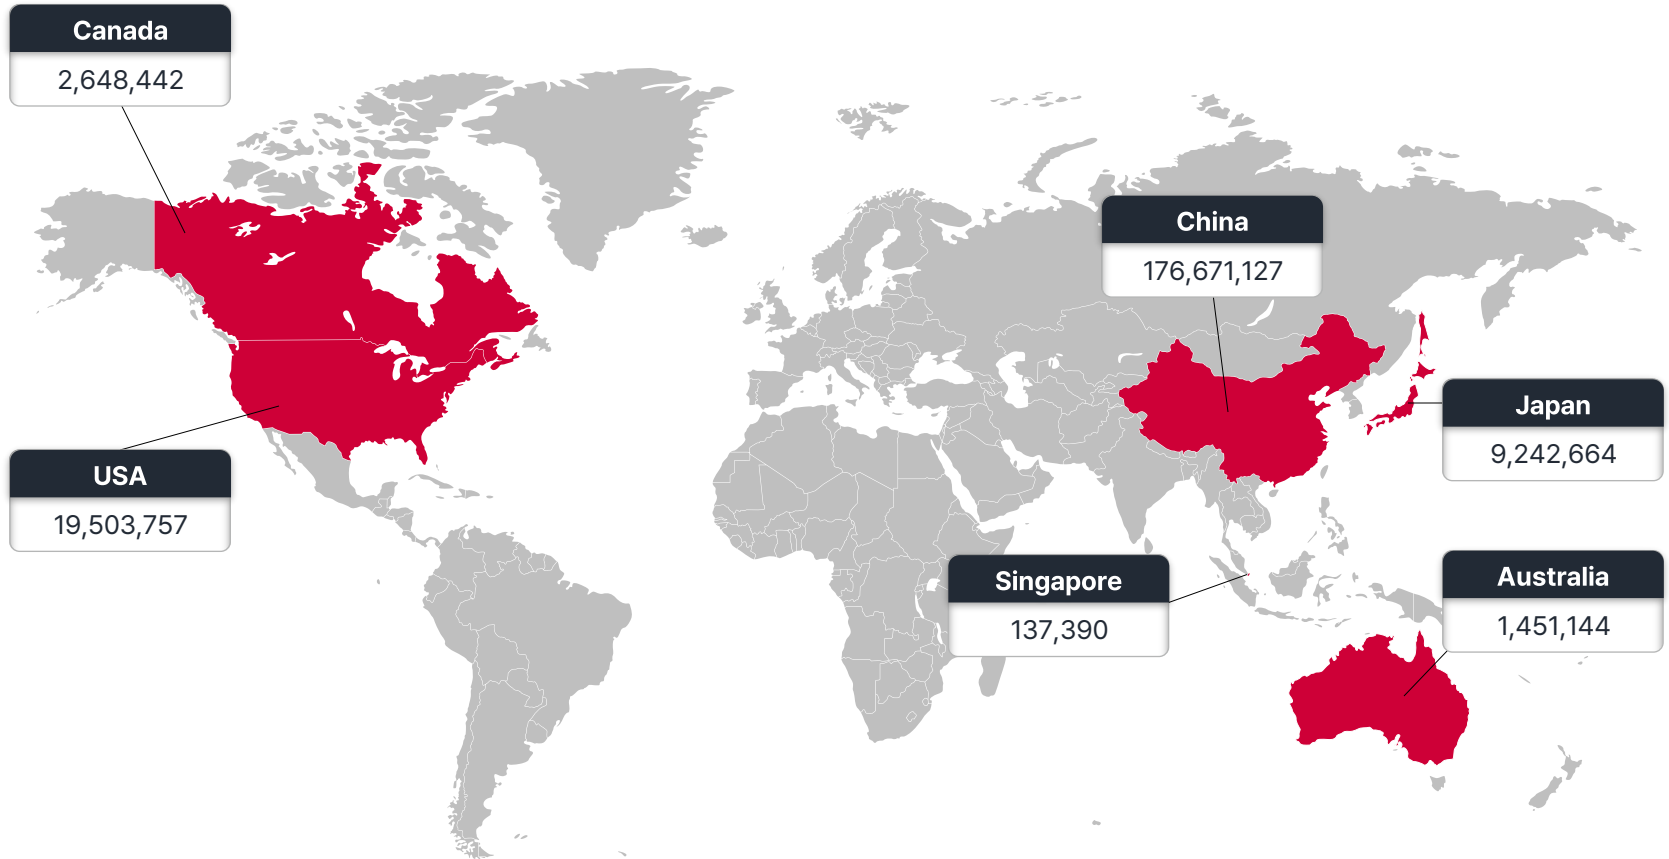 Canada
2,648,442
China
176,671,127
Japan
9,242,664
USA
19,503,757
Singapore
137,390
Australia
1,451,144